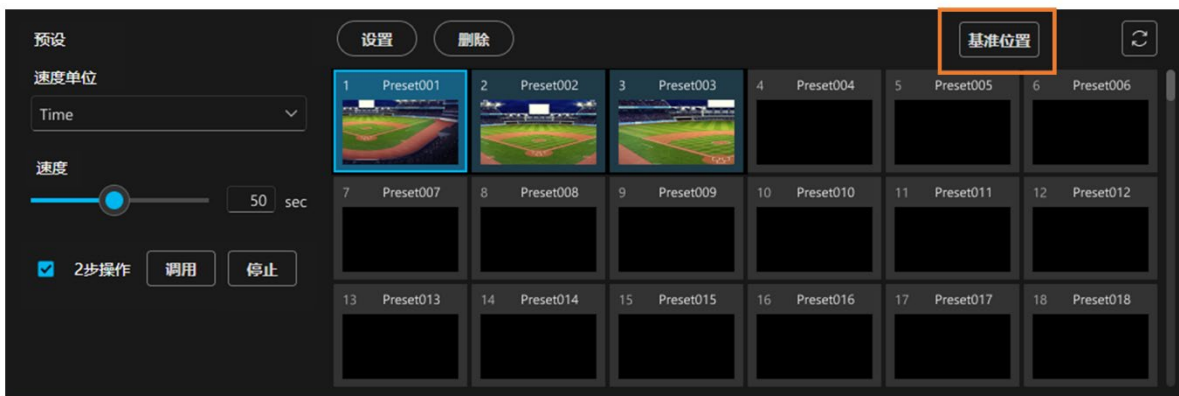 预设
设置 删除 基准位置
速度单位
Time
速度
50 sec
2步操作 调用 停止
1 Preset001 2 Preset002 3 Preset003 4 Preset004 5 Preset005 6 Preset006
7 Preset007 8 Preset008 9 Preset009 10 Preset010 11 Preset011 12 Preset012
13 Preset013 14 Preset014 15 Preset015 16 Preset016 17 Preset017 18 Preset018